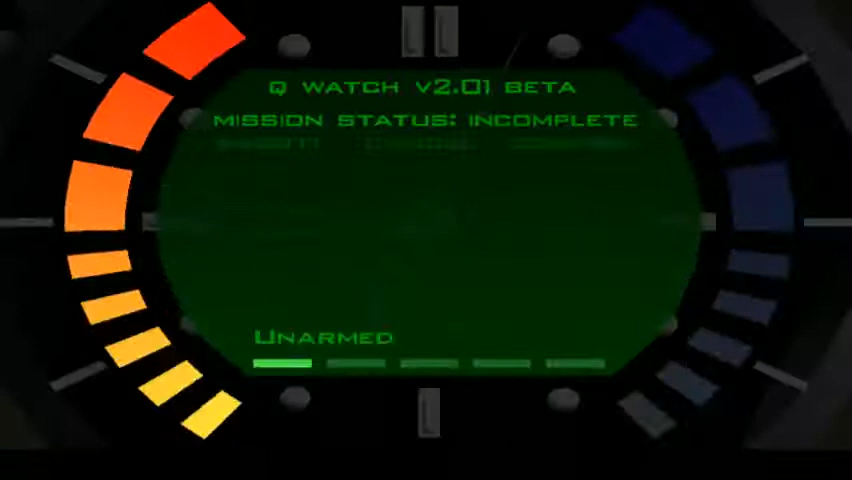 Q WATCH V2.01 BETA
MISSION STATUS: INCOMPLETE
UNARMED